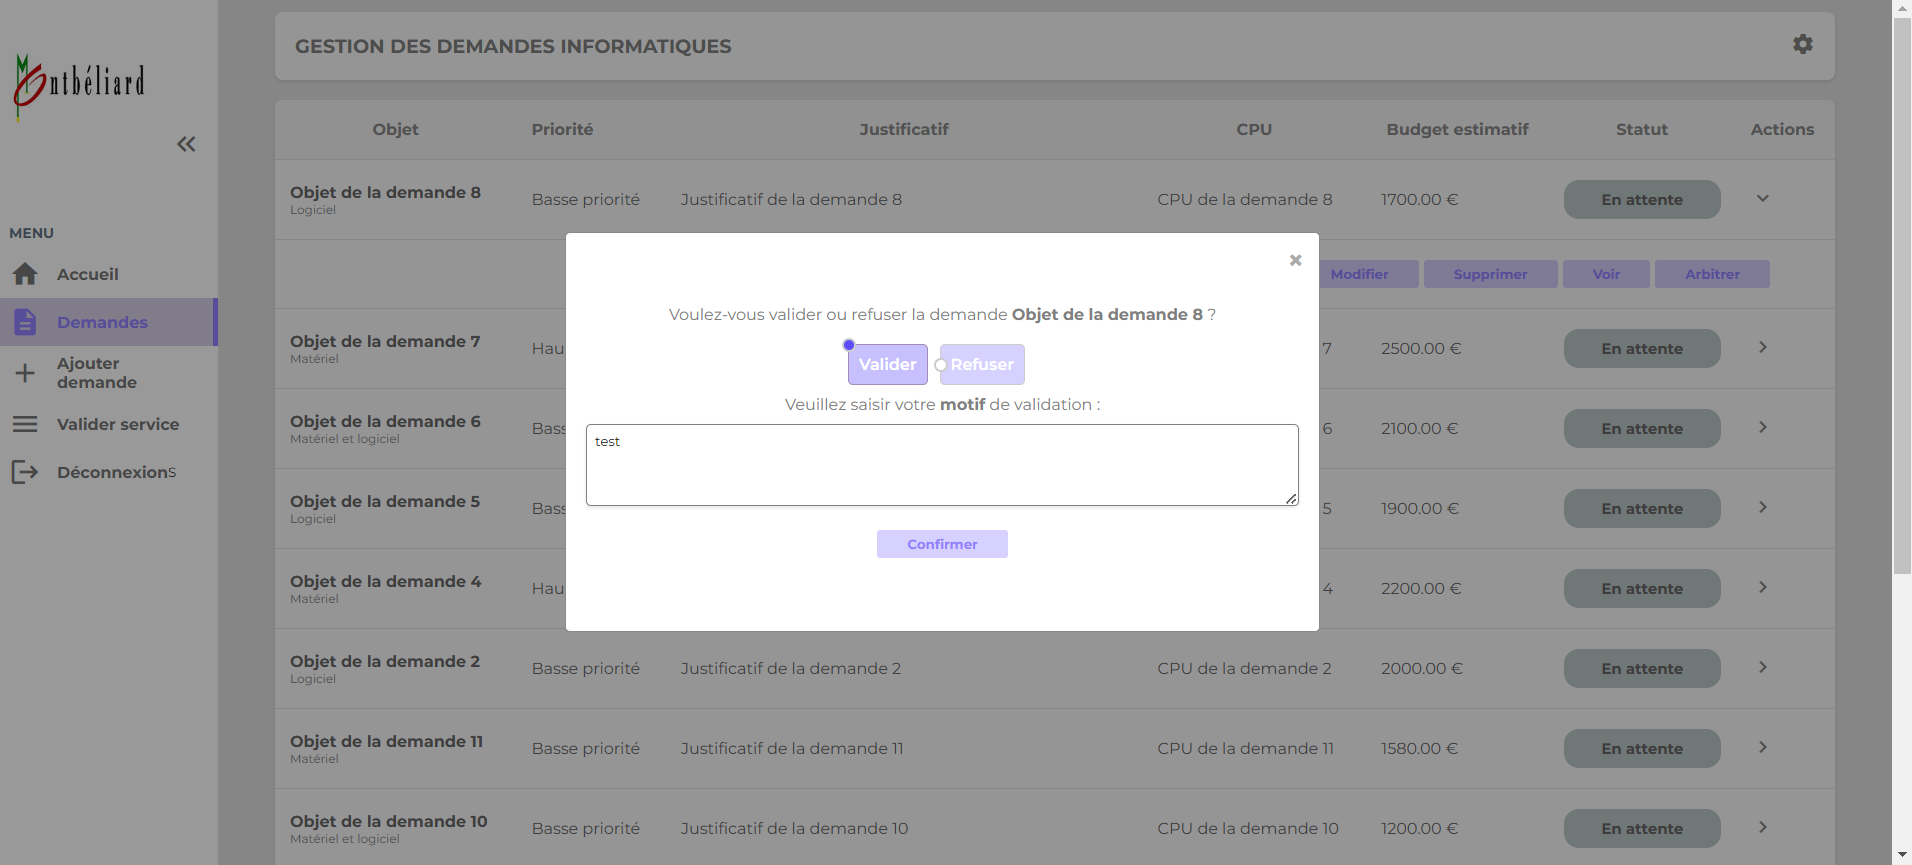 Montbéliard
MENU
Accueil
Demandes
Ajouter
demande
Valider service
Déconnexions
GESTION DES DEMANDES INFORMATIQUES
Objet Priorité Justificatif CPU Budget estimatif Statut Actions
Objet de la demande 8
Logiciel
Basse priorité Justificatif de la demande 8 CPU de la demande 8 1700.00 € En attente
Modifier Supprimer Voir Arbitrer
Voulez-vous valider ou refuser la demande Objet de la demande 8 ?
Valider Refuser
Veuillez saisir votre motif de validation :
test
Confirmer
Objet de la demande 7
Matériel
Hau 7 2500.00 € En attente
Objet de la demande 6
Matériel et logiciel
Bass 6 2100.00 € En attente
Objet de la demande 5
Logiciel
Bass 5 1900.00 € En attente
Objet de la demande 4
Matériel
Hau 4 2200.00 € En attente
Objet de la demande 2
Logiciel
Basse priorité Justificatif de la demande 2 CPU de la demande 2 2000.00 € En attente
Objet de la demande 11
Matériel
Basse priorité Justificatif de la demande 11 CPU de la demande 11 1580.00 € En attente
Objet de la demande 10
Matériel et logiciel
Basse priorité Justificatif de la demande 10 CPU de la demande 10 1200.00 € En attente